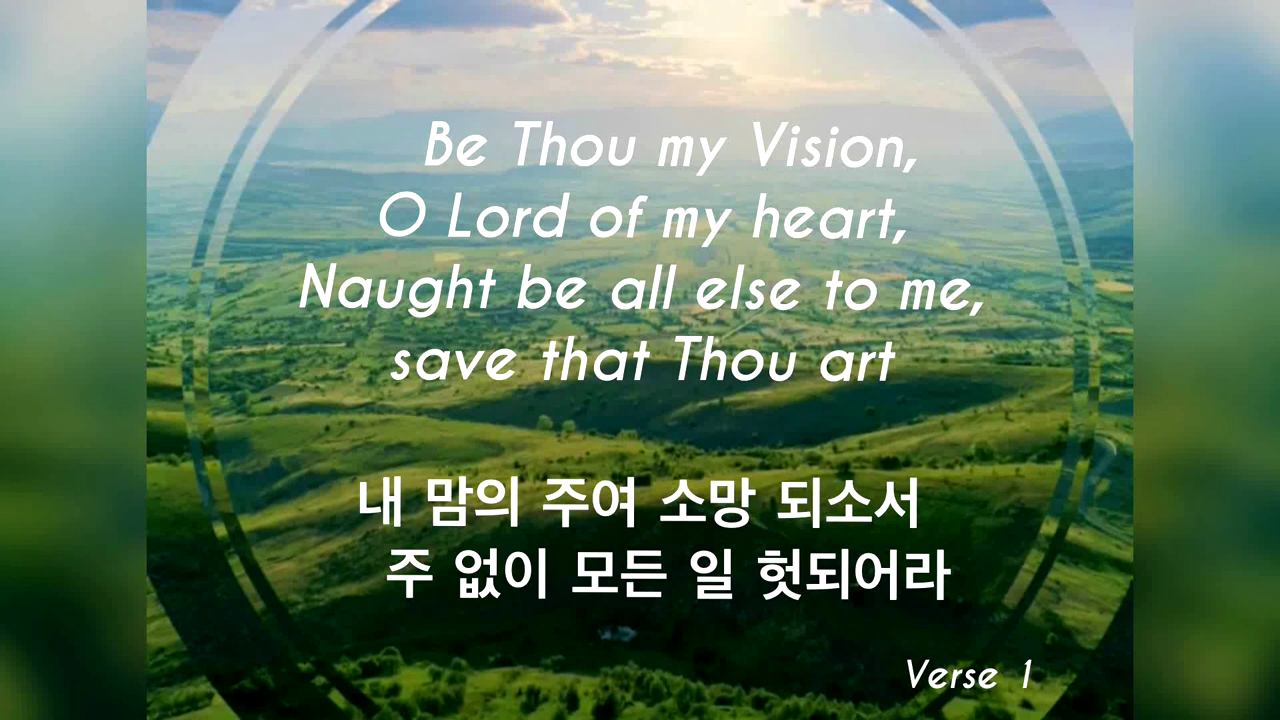 Be Thou my Vision,
O Lord of my heart,
Naught be all else to me,
save that Thou art
내 맘의 주여 소망 되소서
주 없이 모든 일 헛되어라
Verse 1